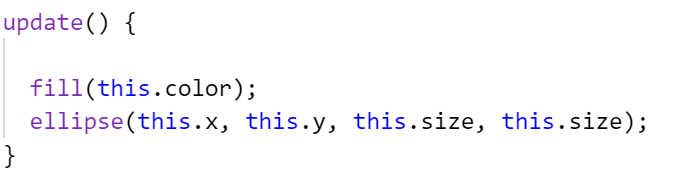 update() {
fill(this.color);
ellipse(this.x, this.y, this.size, this.size);
}